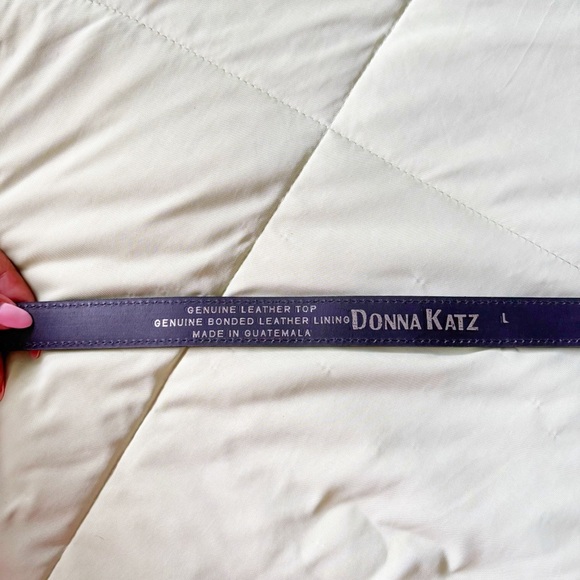 GENUINE LEATHER TOP
GENUINE BONDED LEATHER LINING
MADE IN GUATEMALA
DONNA KATZ
L